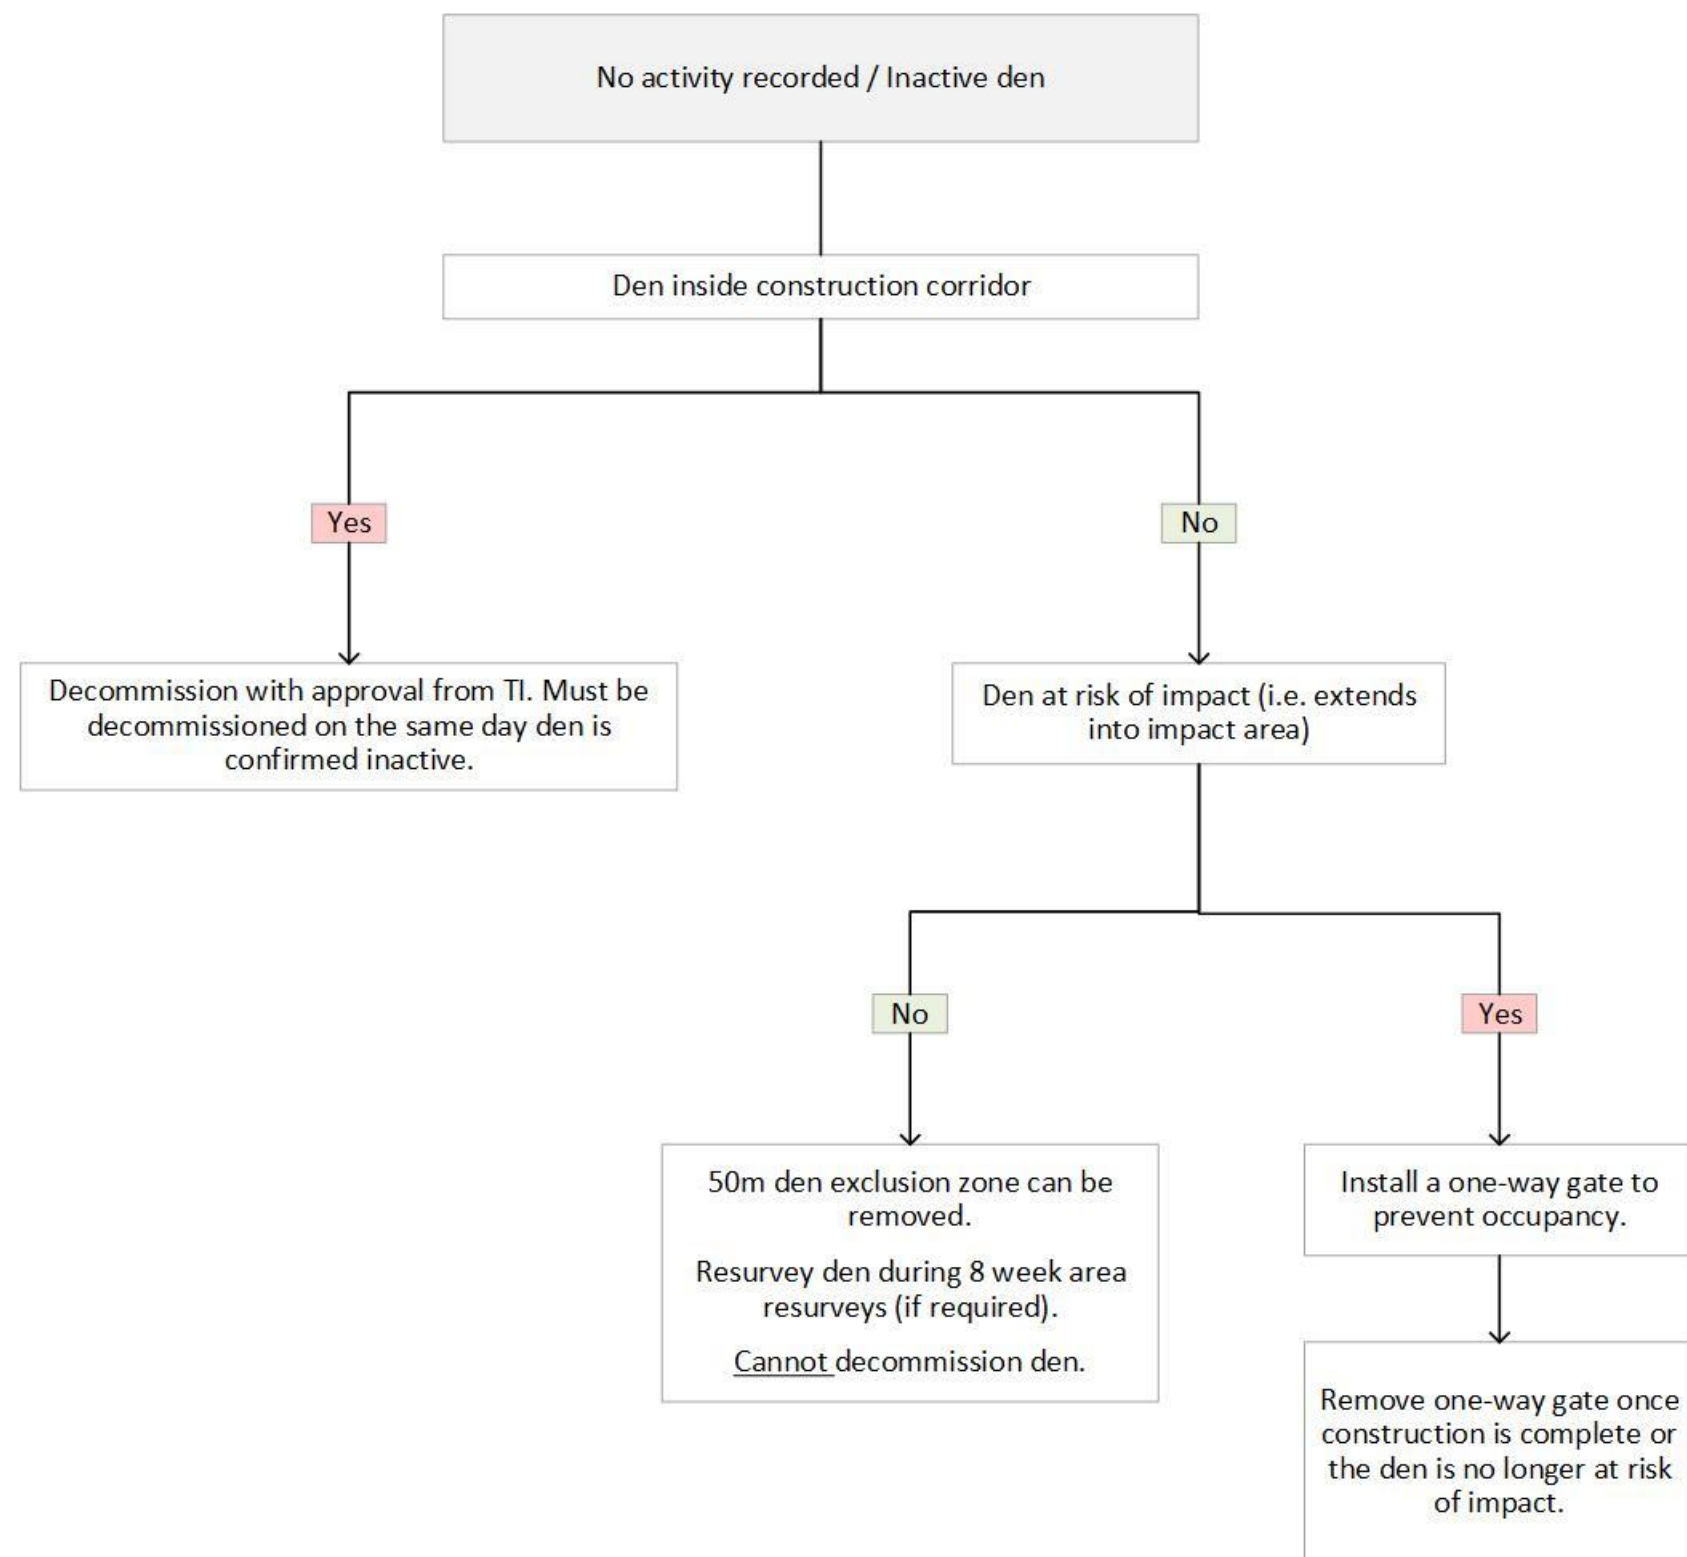 No activity recorded / Inactive den
Den inside construction corridor
Yes
No
Decommission with approval from TI. Must be
decommissioned on the same day den is
confirmed inactive.
Den at risk of impact (i.e. extends
into impact area)
No
Yes
50m den exclusion zone can be
removed.
Resurvey den during 8 week area
resurveys (if required).
Cannot decommission den.
Install a one-way gate to
prevent occupancy.
Remove one-way gate once
construction is complete or
the den is no longer at risk
of impact.